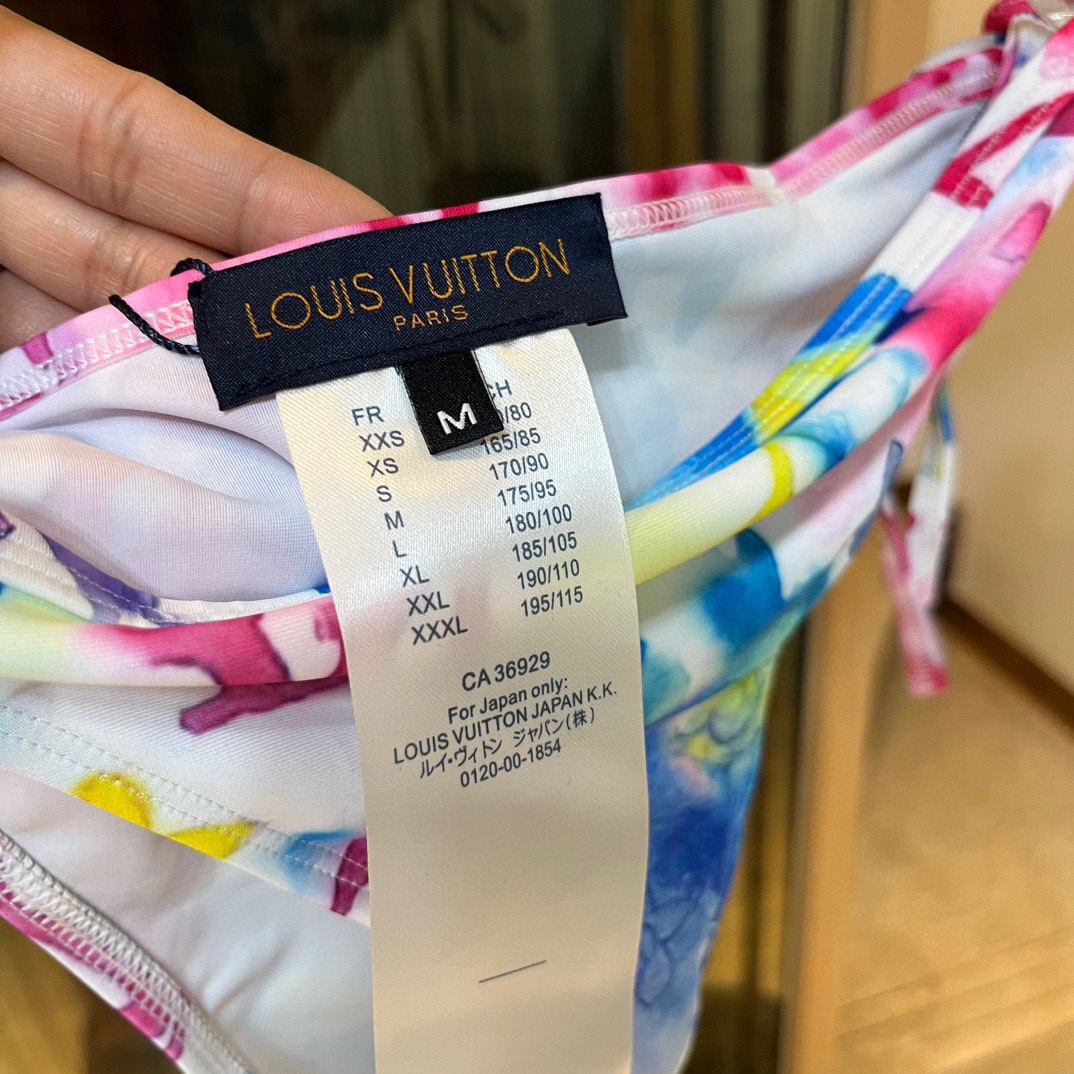 LOUIS VUITTON
PARIS
M
FR CH
XXS /80
XS 165/85
S 170/90
M 175/95
L 180/100
XL 185/105
XXL 190/110
XXXL 195/115
CA 36929
For Japan only:
LOUIS VUITTON JAPAN K.K.
ルイ・ヴィトン ジャパン(株)
0120-00-1854